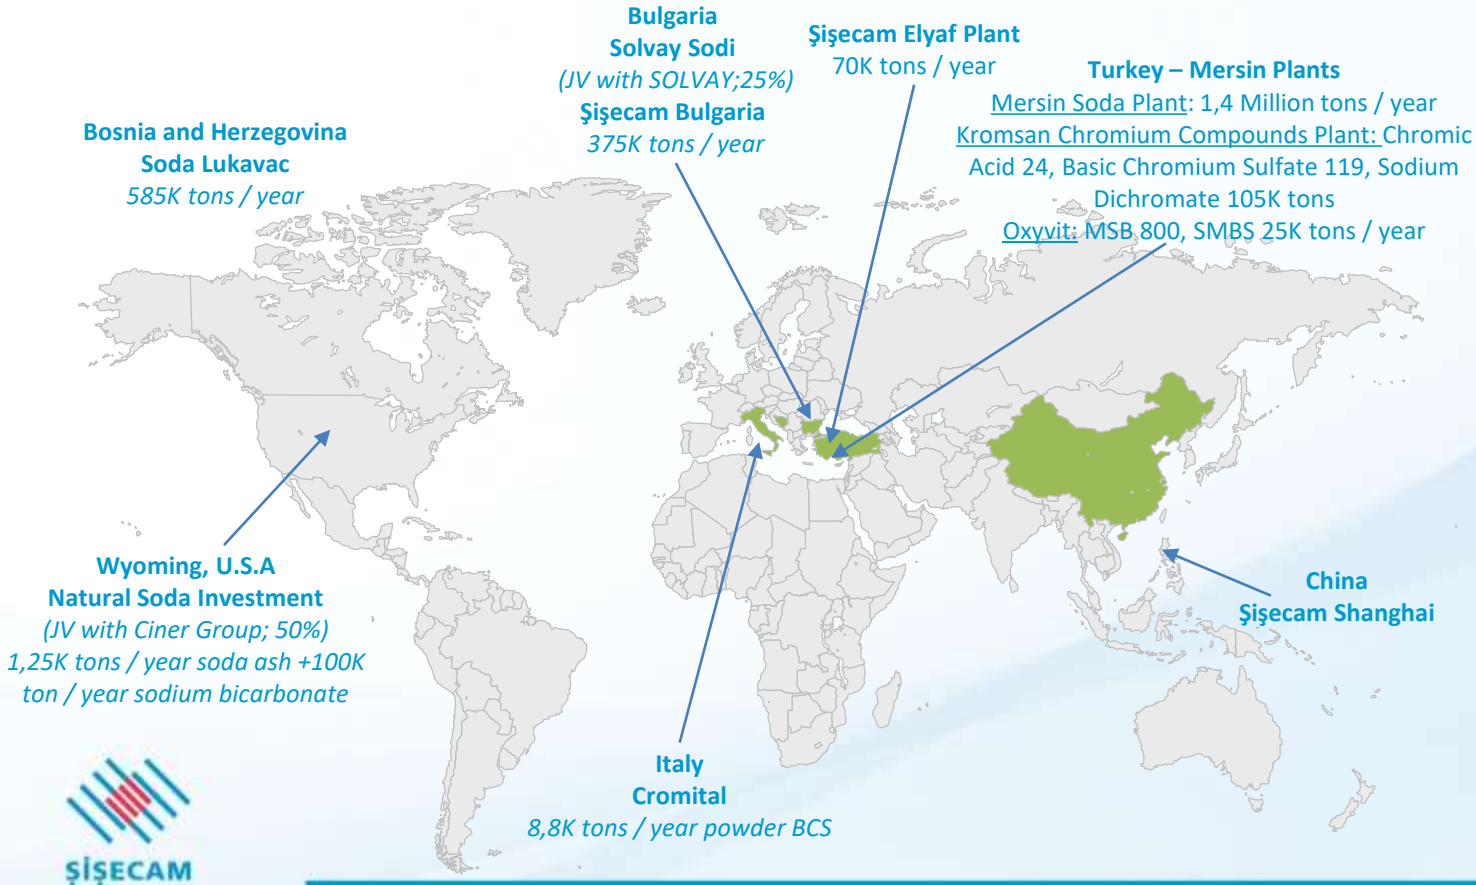 Bulgaria
Solvay Sodi
(JV with SOLVAY;25%)
Şişecam Bulgaria
375K tons / year
Şişecam Elyaf Plant
70K tons / year
Turkey – Mersin Plants
Mersin Soda Plant: 1,4 Million tons / year
Kromsan Chromium Compounds Plant: Chromic
Acid 24, Basic Chromium Sulfate 119, Sodium
Dichromate 105K tons
Oxyvit: MSB 800, SMBS 25K tons / year
Bosnia and Herzegovina
Soda Lukavac
585K tons / year
Wyoming, U.S.A
Natural Soda Investment
(JV with Ciner Group; 50%)
1,25K tons / year soda ash +100K
ton / year sodium bicarbonate
China
Şişecam Shanghai
Italy
Cromital
8,8K tons / year powder BCS
ŞİŞECAM